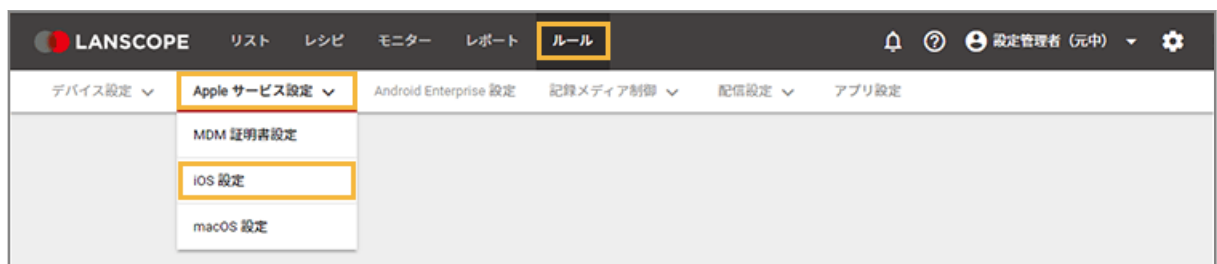 LANSCOPE リスト レシピ モニター レポート ルール 設定管理者（元中）
デバイス設定 Apple サービス設定 Android Enterprise 設定 記録メディア制御 配信設定 アプリ設定
MDM 証明書設定
iOS 設定
macOS 設定